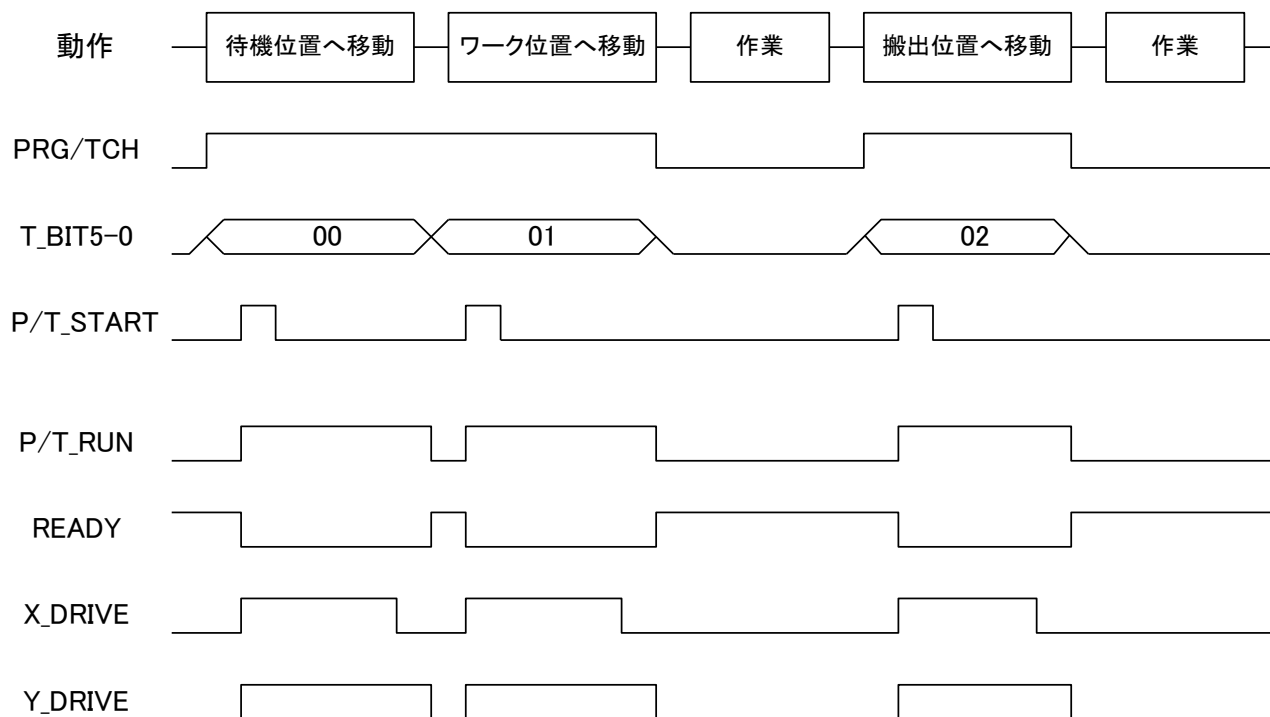 動作 待機位置へ移動 ワーク位置へ移動 作業 搬出位置へ移動 作業
PRG/TCH
T_BIT5-0 00 01 02
P/T_START
P/T_RUN
READY
X_DRIVE
Y_DRIVE